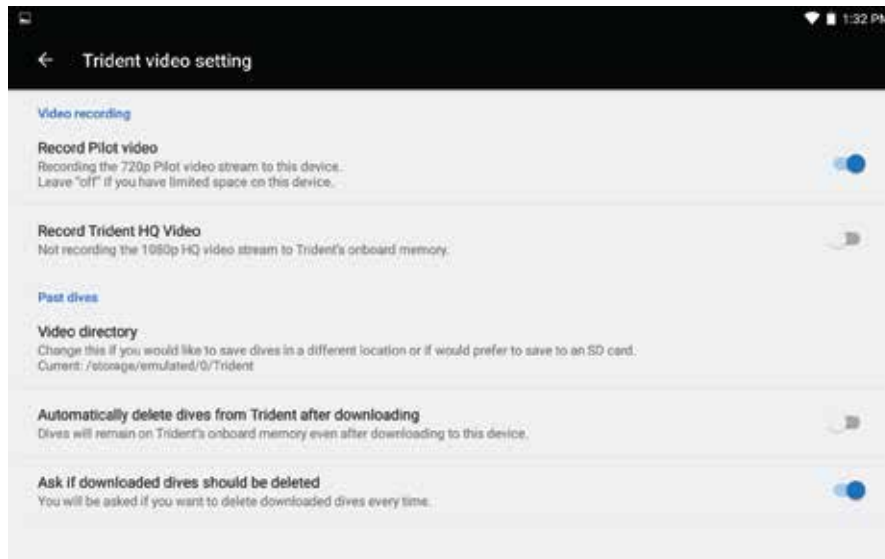 1:32 PM
Trident video setting
Video recording
Record Pilot video
Recording the 720p Pilot video stream to this device.
Leave "off" if you have limited space on this device.
Record Trident HQ Video
Not recording the 1080p HQ video stream to Trident's onboard memory.
Past dives
Video directory
Change this if you would like to save dives in a different location or if would prefer to save to an SD card.
Current: /storage/emulated/0/Trident
Automatically delete dives from Trident after downloading
Dives will remain on Trident's onboard memory even after downloading to this device.
Ask if downloaded dives should be deleted
You will be asked if you want to delete downloaded dives every time.